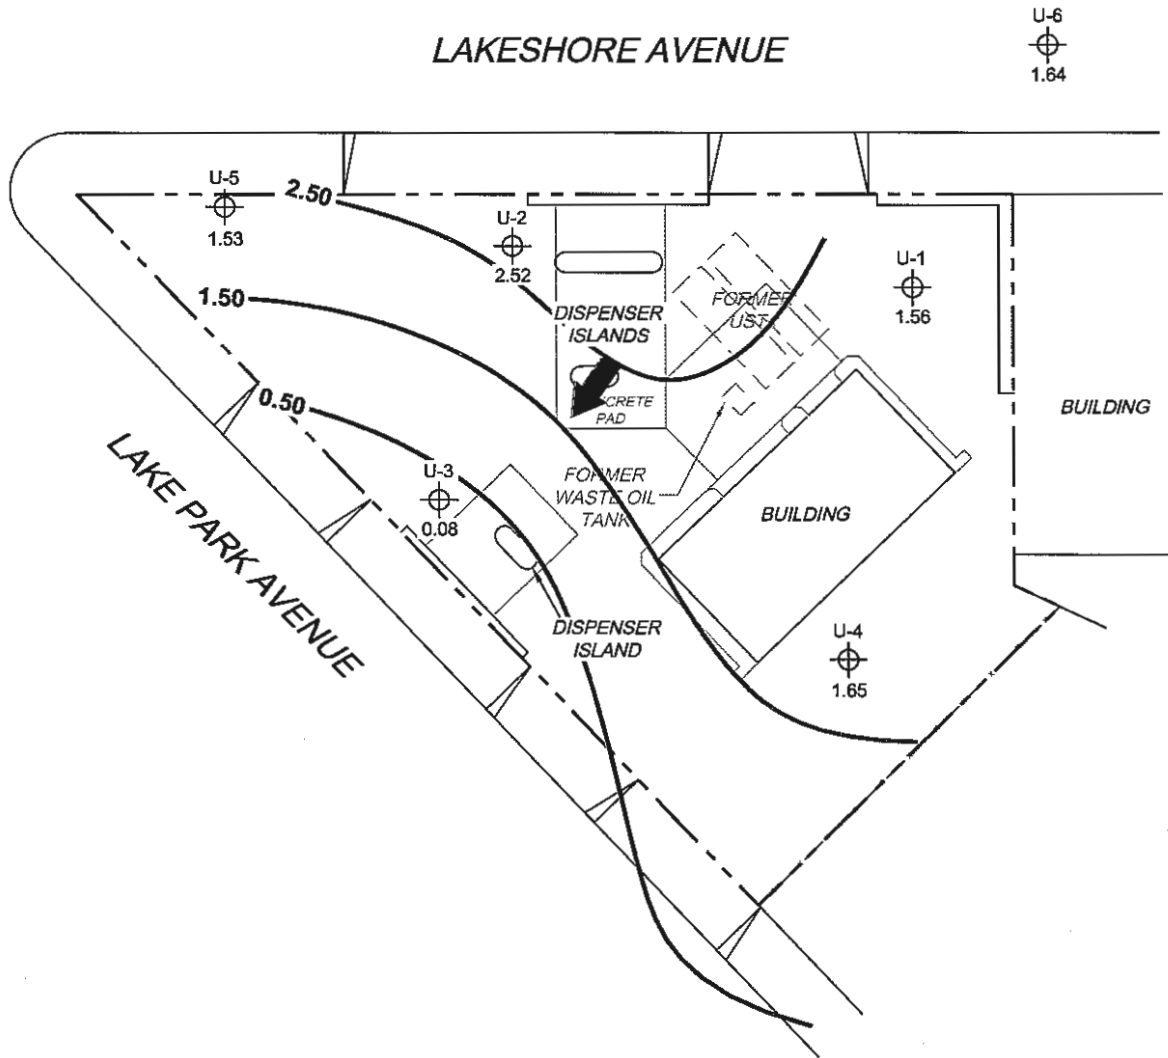 LAKESHORE AVENUE
U-6
1.64
U-5
1.53
2.50
U-2
2.52
U-1
1.56
1.50
DISPENSER
ISLANDS
FORMER
UST
0.50
PAD
BUILDING
LAKE PARK AVENUE
U-3
0.08
FORMER
WASTE OIL
TANK
BUILDING
DISPENSER
ISLAND
U-4
1.65